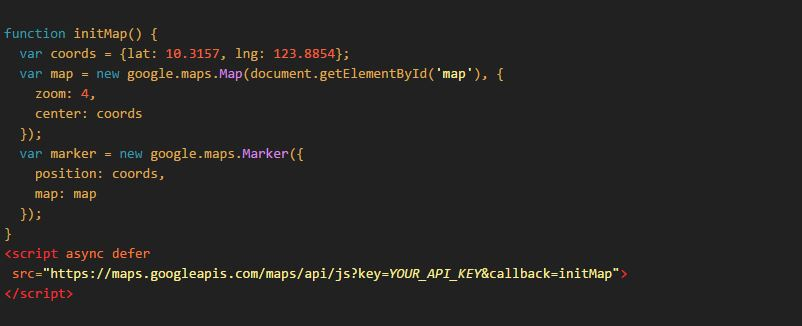 function initMap() {
  var coords = {lat: 10.3157, lng: 123.8854};
  var map = new google.maps.Map(document.getElementById('map'), {
    zoom: 4,
    center: coords
  });
  var marker = new google.maps.Marker({
    position: coords,
    map: map
  });
}
<script async defer
 src="https://maps.googleapis.com/maps/api/js?key=YOUR_API_KEY&callback=initMap">
</script>